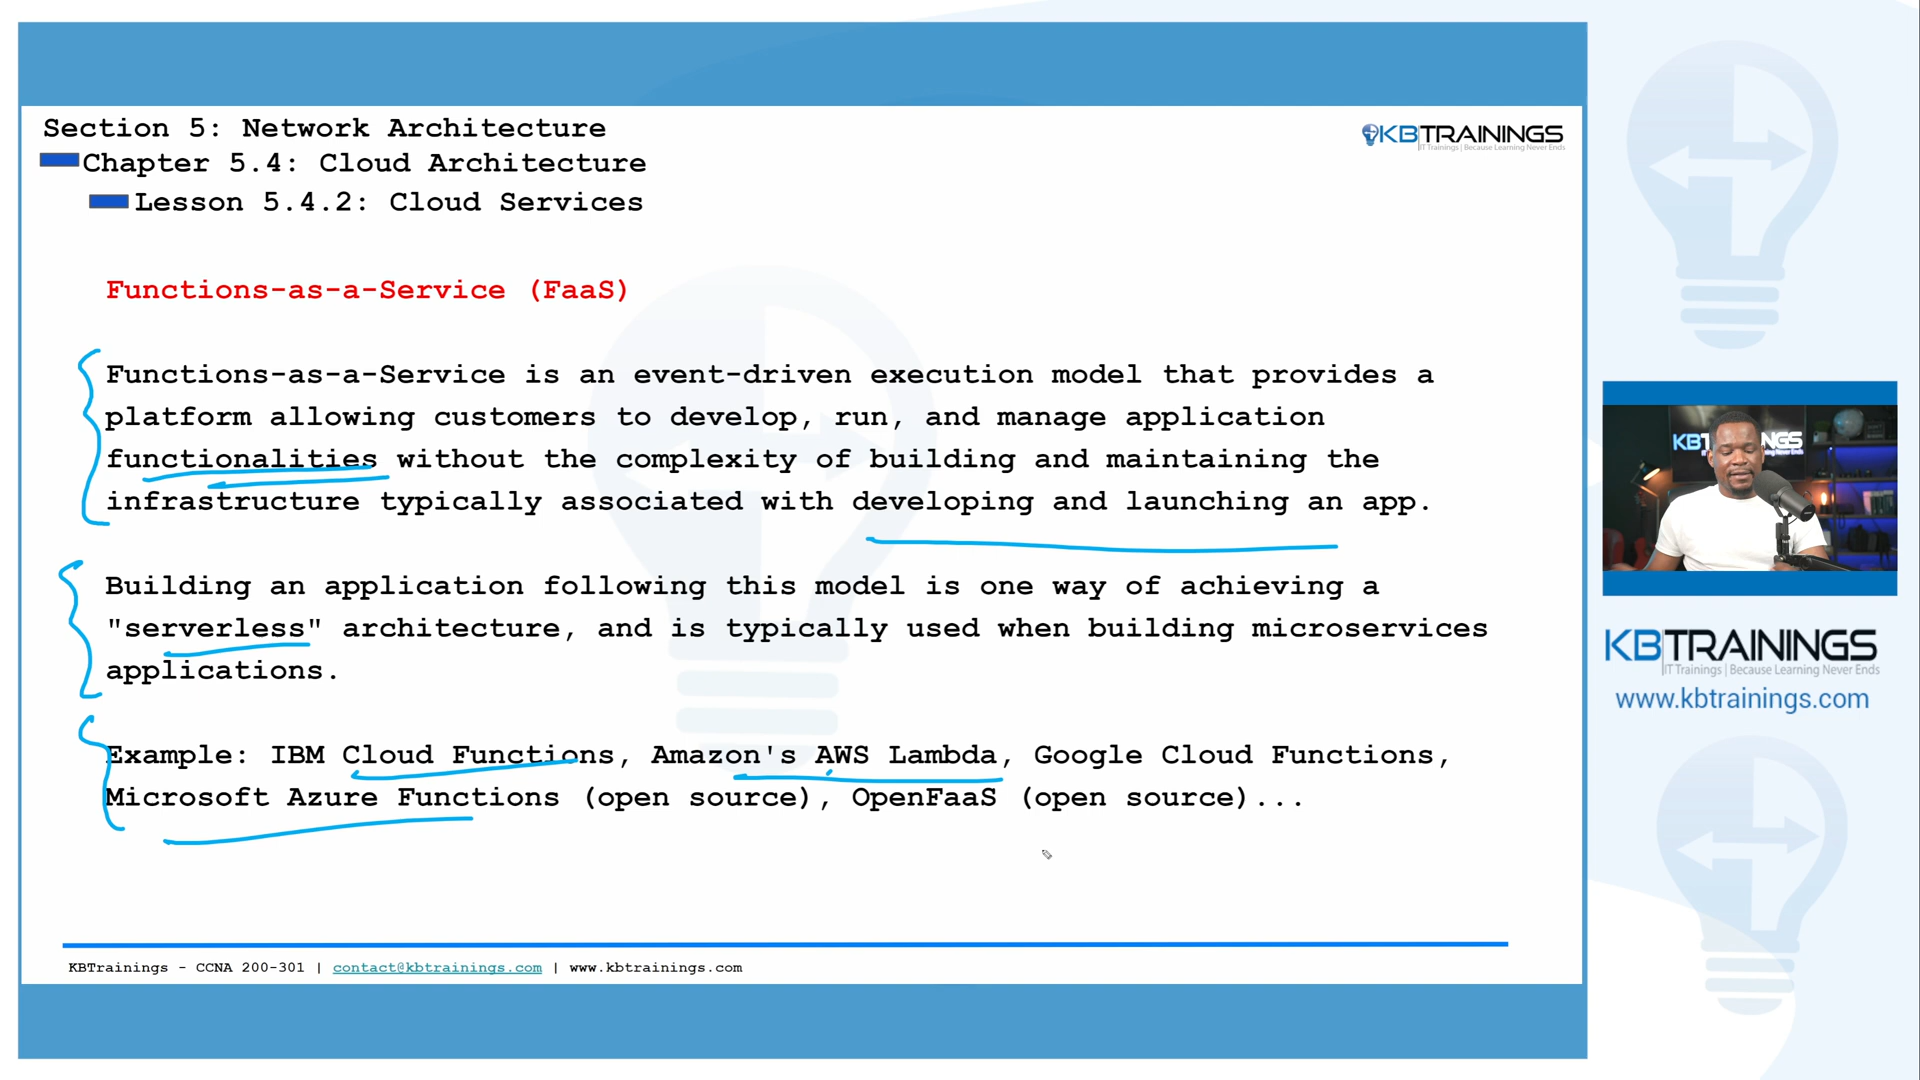 Section 5: Network Architecture
Chapter 5.4: Cloud Architecture
Lesson 5.4.2: Cloud Services
KBTRAININGS
IT Trainings | Because Learning Never Ends
Functions-as-a-Service (FaaS)
Functions-as-a-Service is an event-driven execution model that provides a
platform allowing customers to develop, run, and manage application
functionalities without the complexity of building and maintaining the
infrastructure typically associated with developing and launching an app.
Building an application following this model is one way of achieving a
"serverless" architecture, and is typically used when building microservices
applications.
Example: IBM Cloud Functions, Amazon's AWS Lambda, Google Cloud Functions,
Microsoft Azure Functions (open source), OpenFaaS (open source)...
KBTrainings - CCNA 200-301 | contact@kbtrainings.com | www.kbtrainings.com
KBTRAININGS
IT Trainings | Because Learning Never Ends
www.kbtrainings.com